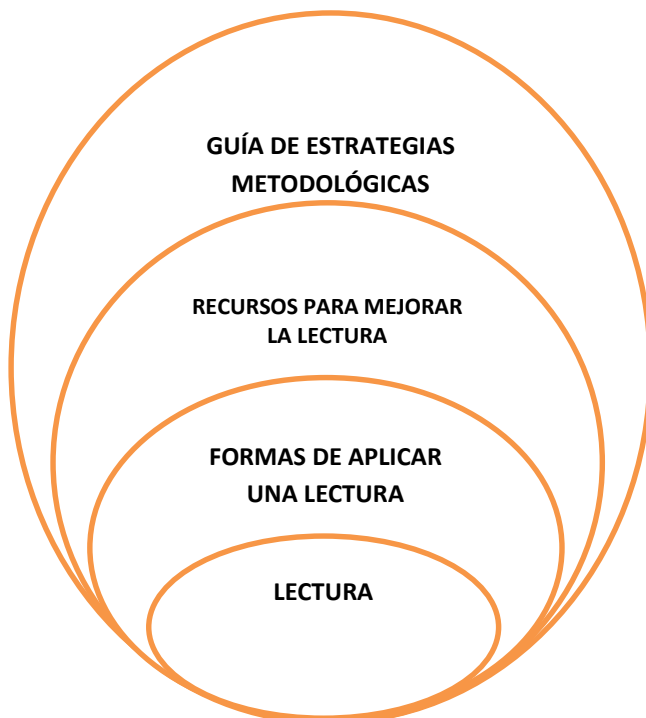 GUÍA DE ESTRATEGIAS
METODOLÓGICAS
RECURSOS PARA MEJORAR
LA LECTURA
FORMAS DE APLICAR
UNA LECTURA
LECTURA